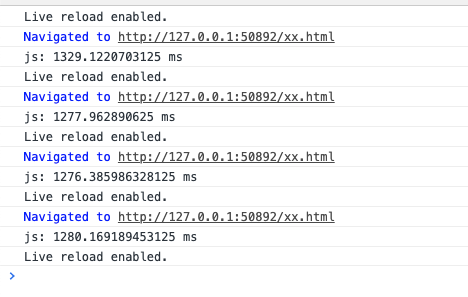 Live reload enabled.
Navigated to http://127.0.0.1:50892/xx.html
js: 1329.1220703125 ms
Live reload enabled.
Navigated to http://127.0.0.1:50892/xx.html
js: 1277.962890625 ms
Live reload enabled.
Navigated to http://127.0.0.1:50892/xx.html
js: 1276.385986328125 ms
Live reload enabled.
Navigated to http://127.0.0.1:50892/xx.html
js: 1280.169189453125 ms
Live reload enabled.